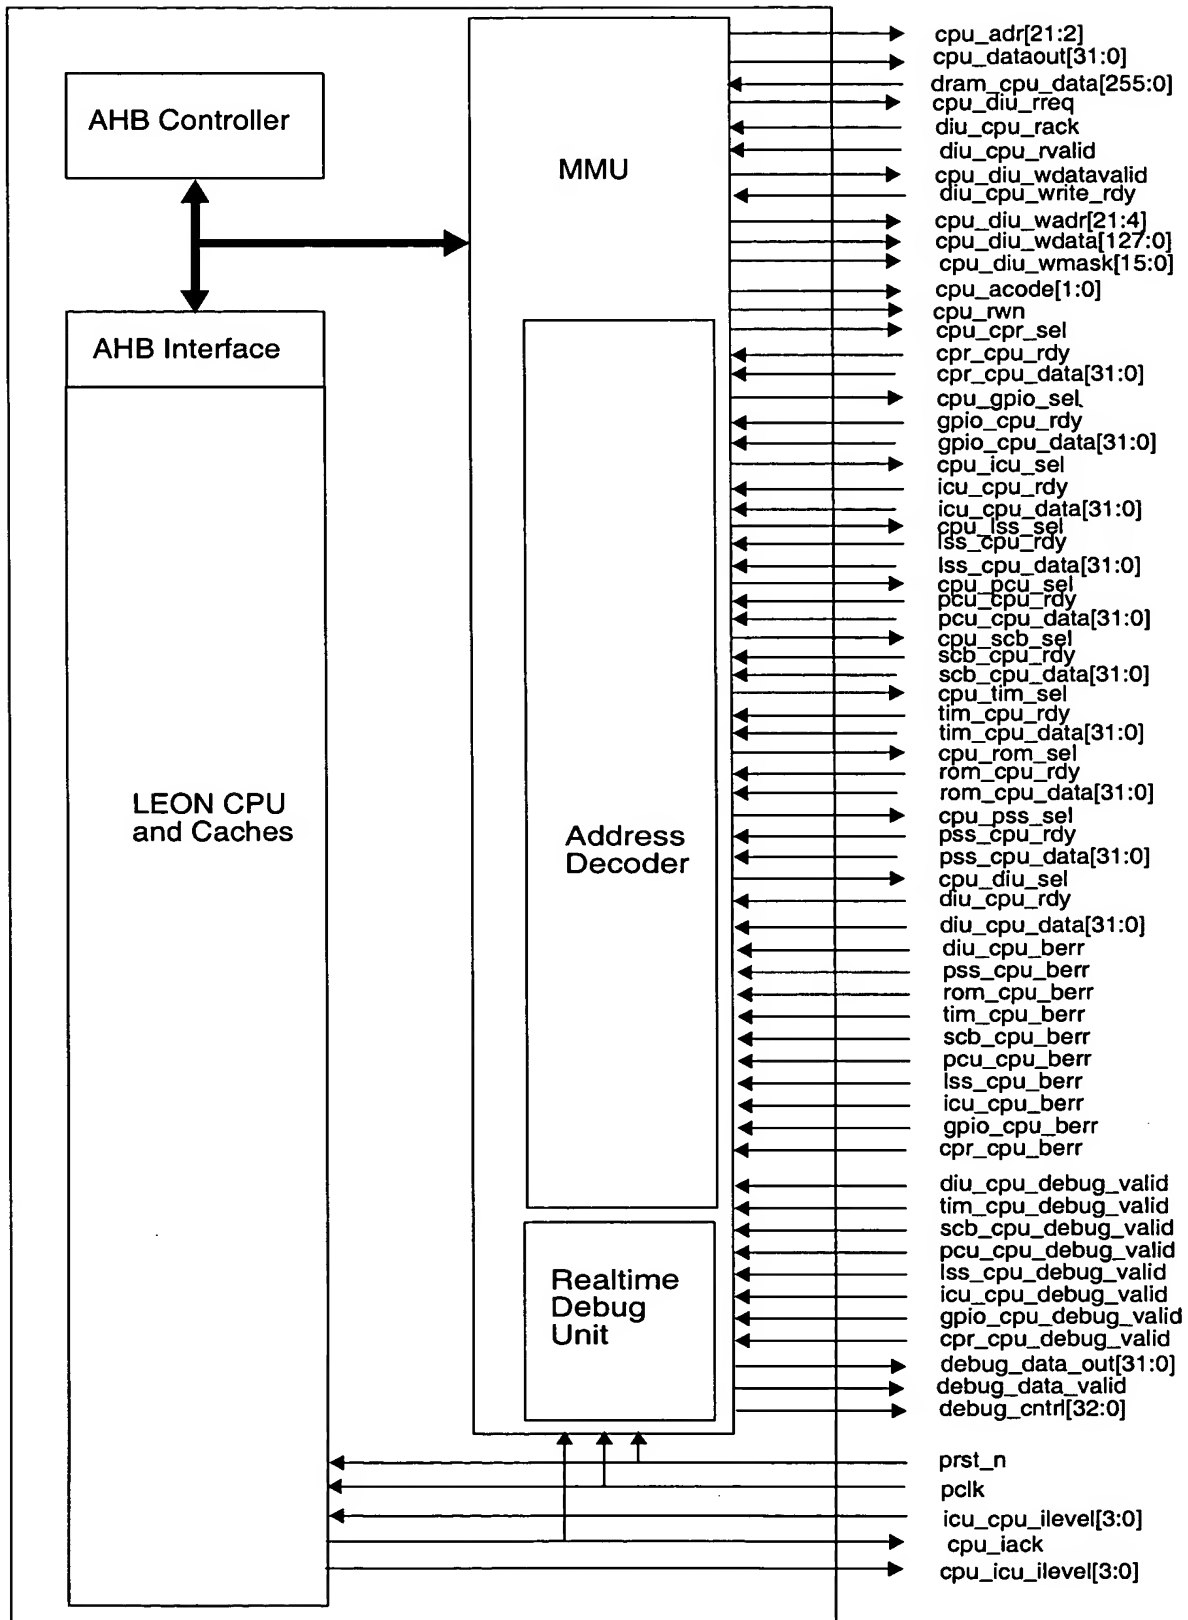 AHB Controller
MMU
AHB Interface
LEON CPU
and Caches
Address
Decoder
Realtime
Debug
Unit
cpu_adr[21:2]
cpu_dataout[31:0]
dram_cpu_data[255:0]
cpu_diu_rreq
diu_cpu_rack
diu_cpu_rvalid
cpu_diu_wdatavalid
diu_cpu_write_rdy
cpu_diu_wadr[21:4]
cpu_diu_wdata[127:0]
cpu_diu_wmask[15:0]
cpu_acode[1:0]
cpu_rwn
cpu_cpr_sel
cpr_cpu_rdy
cpr_cpu_data[31:0]
cpu_gpio_sel
gpio_cpu_rdy
gpio_cpu_data[31:0]
cpu_icu_sel
icu_cpu_rdy
icu_cpu_data[31:0]
cpu_lss_sel
lss_cpu_rdy
lss_cpu_data[31:0]
cpu_pcu_sel
pcu_cpu_rdy
pcu_cpu_data[31:0]
cpu_scb_sel
scb_cpu_rdy
scb_cpu_data[31:0]
cpu_tim_sel
tim_cpu_rdy
tim_cpu_data[31:0]
cpu_rom_sel
rom_cpu_rdy
rom_cpu_data[31:0]
cpu_pss_sel
pss_cpu_rdy
pss_cpu_data[31:0]
cpu_diu_sel
diu_cpu_rdy
diu_cpu_data[31:0]
diu_cpu_berr
pss_cpu_berr
rom_cpu_berr
tim_cpu_berr
scb_cpu_berr
pcu_cpu_berr
lss_cpu_berr
icu_cpu_berr
gpio_cpu_berr
cpr_cpu_berr
diu_cpu_debug_valid
tim_cpu_debug_valid
scb_cpu_debug_valid
pcu_cpu_debug_valid
lss_cpu_debug_valid
icu_cpu_debug_valid
gpio_cpu_debug_valid
cpr_cpu_debug_valid
debug_data_out[31:0]
debug_data_valid
debug_cntrl[32:0]
prst_n
pclk
icu_cpu_ilevel[3:0]
cpu_iack
cpu_icu_ilevel[3:0]